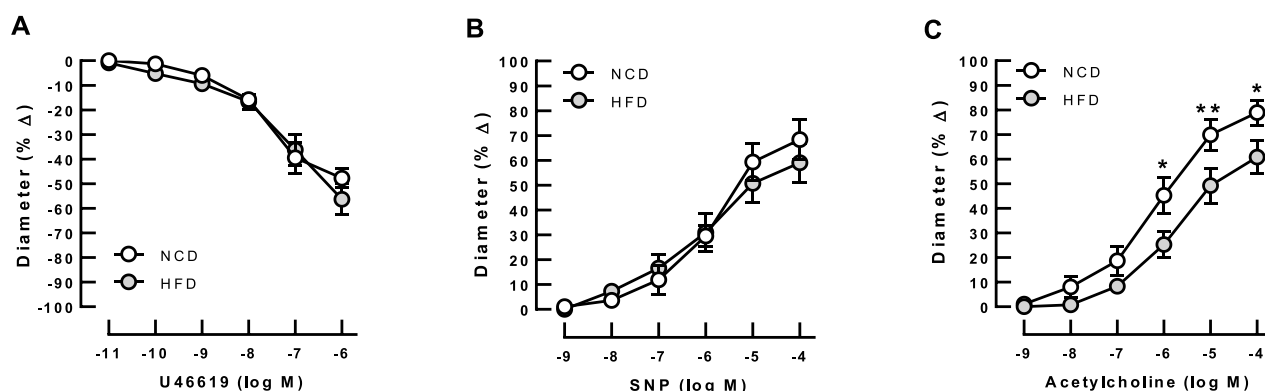 A
0
-10
-20
-30
-40
-50
-60
-70
-80
-90
-100
Diameter (% Δ)
NCD
HFD
-11 -10 -9 -8 -7 -6
U46619 (log M)
B
100
90
80
70
60
50
40
30
20
10
0
Diameter (% Δ)
NCD
HFD
-9 -8 -7 -6 -5 -4
SNP (log M)
C
100
90
80
70
60
50
40
30
20
10
0
Diameter (% Δ)
NCD
HFD
* ** *
-9 -8 -7 -6 -5 -4
Acetylcholine (log M)